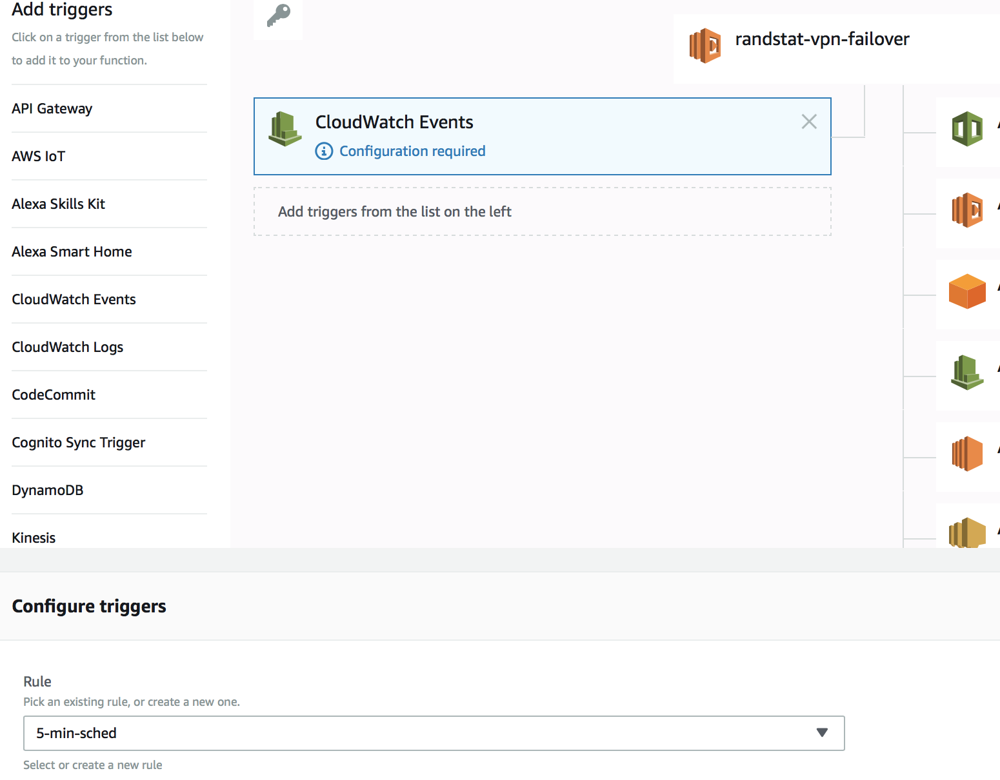 Add triggers
Click on a trigger from the list below
to add it to your function.
API Gateway
AWS IoT
Alexa Skills Kit
Alexa Smart Home
CloudWatch Events
CloudWatch Logs
CodeCommit
Cognito Sync Trigger
DynamoDB
Kinesis
randstat-vpn-failover
CloudWatch Events
Configuration required
Add triggers from the list on the left
Configure triggers
Rule
Pick an existing rule, or create a new one.
5-min-sched
Select or create a new rule